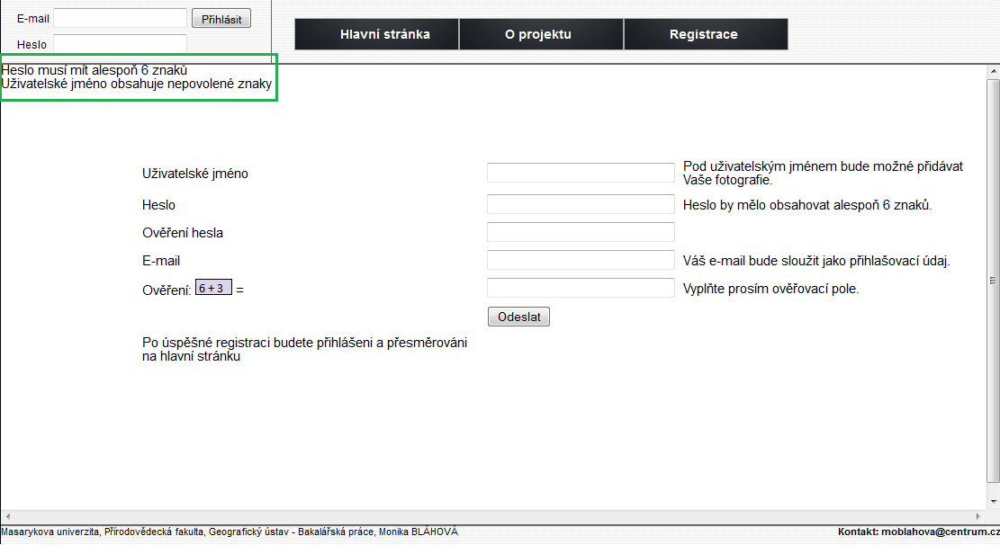 E-mail Přihlásit
Heslo
Hlavní stránka O projektu Registrace
Heslo musí mít alespoň 6 znaků
Uživatelské jméno obsahuje nepovolené znaky
Uživatelské jméno Pod uživatelským jménem bude možné přidávat
Vaše fotografie.
Heslo Heslo by mělo obsahovat alespoň 6 znaků.
Ověření hesla
E-mail Váš e-mail bude sloužit jako přihlašovací údaj.
Ověření: 6 + 3 = Vyplňte prosím ověřovací pole.
Odeslat
Po úspěšné registraci budete přihlášeni a přesměrováni
na hlavní stránku
Masarykova univerzita, Přírodovědecká fakulta, Geografický ústav - Bakalářská práce, Monika BLÁHOVÁ Kontakt: moblahova@centrum.cz